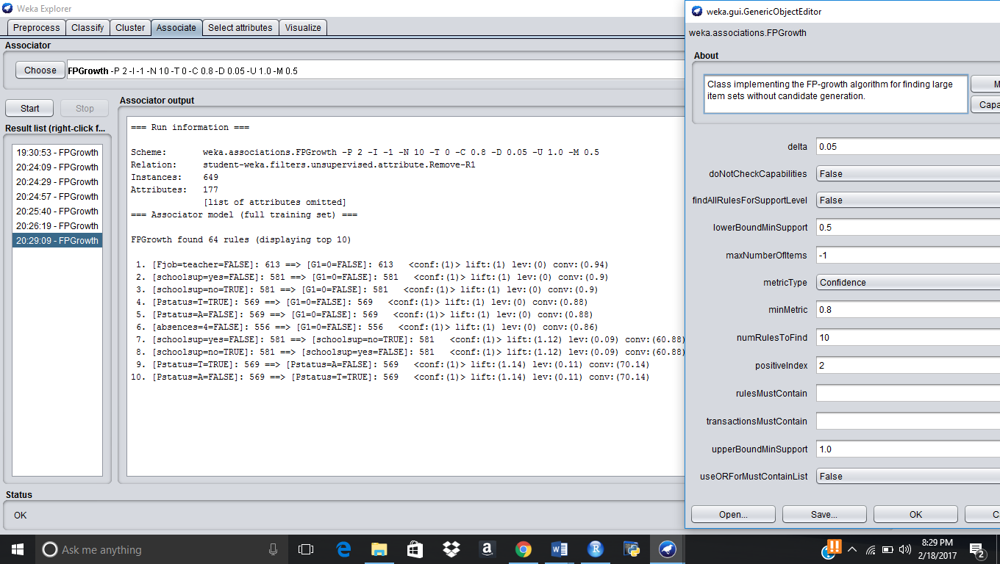 Weka Explorer
Preprocess Classify Cluster Associate Select attributes Visualize
Associator
Choose FPGrowth -P 2 -I -1 -N 10 -T 0 -C 0.8 -D 0.05 -U 1.0 -M 0.5
Start Stop
Result list (right-click f...
19:30:53 - FPGrowth
20:24:09 - FPGrowth
20:24:29 - FPGrowth
20:24:57 - FPGrowth
20:25:40 - FPGrowth
20:26:19 - FPGrowth
20:29:09 - FPGrowth
Associator output
=== Run information ===
Scheme: weka.associations.FPGrowth -P 2 -I -1 -N 10 -T 0 -C 0.8 -D 0.05 -U 1.0 -M 0.5
Relation: student-weka.filters.unsupervised.attribute.Remove-R1
Instances: 649
Attributes: 177
[list of attributes omitted]
=== Associator model (full training set) ===
FPGrowth found 64 rules (displaying top 10)
1. [Fjob=teacher=FALSE]: 613 ==> [G1=0=FALSE]: 613 <conf:(1)> lift:(1) lev:(0) conv:(0.94)
2. [schoolsup=yes=FALSE]: 581 ==> [G1=0=FALSE]: 581 <conf:(1)> lift:(1) lev:(0) conv:(0.9)
3. [schoolsup=no=TRUE]: 581 ==> [G1=0=FALSE]: 581 <conf:(1)> lift:(1) lev:(0) conv:(0.9)
4. [Pstatus=T=TRUE]: 569 ==> [G1=0=FALSE]: 569 <conf:(1)> lift:(1) lev:(0) conv:(0.88)
5. [Pstatus=A=FALSE]: 569 ==> [G1=0=FALSE]: 569 <conf:(1)> lift:(1) lev:(0) conv:(0.88)
6. [absences=4=FALSE]: 556 ==> [G1=0=FALSE]: 556 <conf:(1)> lift:(1) lev:(0) conv:(0.86)
7. [schoolsup=yes=FALSE]: 581 ==> [schoolsup=no=TRUE]: 581 <conf:(1)> lift:(1.12) lev:(0.09) conv:(60.88)
8. [schoolsup=no=TRUE]: 581 ==> [schoolsup=yes=FALSE]: 581 <conf:(1)> lift:(1.12) lev:(0.09) conv:(60.88)
9. [Pstatus=T=TRUE]: 569 ==> [Pstatus=A=FALSE]: 569 <conf:(1)> lift:(1.14) lev:(0.11) conv:(70.14)
10. [Pstatus=A=FALSE]: 569 ==> [Pstatus=T=TRUE]: 569 <conf:(1)> lift:(1.14) lev:(0.11) conv:(70.14)
Status
OK
weka.gui.GenericObjectEditor
weka.associations.FPGrowth
About
Class implementing the FP-growth algorithm for finding large
item sets without candidate generation.
M
Capa
delta 0.05
doNotCheckCapabilities False
findAllRulesForSupportLevel False
lowerBoundMinSupport 0.5
maxNumberOfItems -1
metricType Confidence
minMetric 0.8
numRulesToFind 10
positiveIndex 2
rulesMustContain
transactionsMustContain
upperBoundMinSupport 1.0
useORForMustContainList False
Open... Save... OK C
Ask me anything
8:29 PM
2/18/2017
2